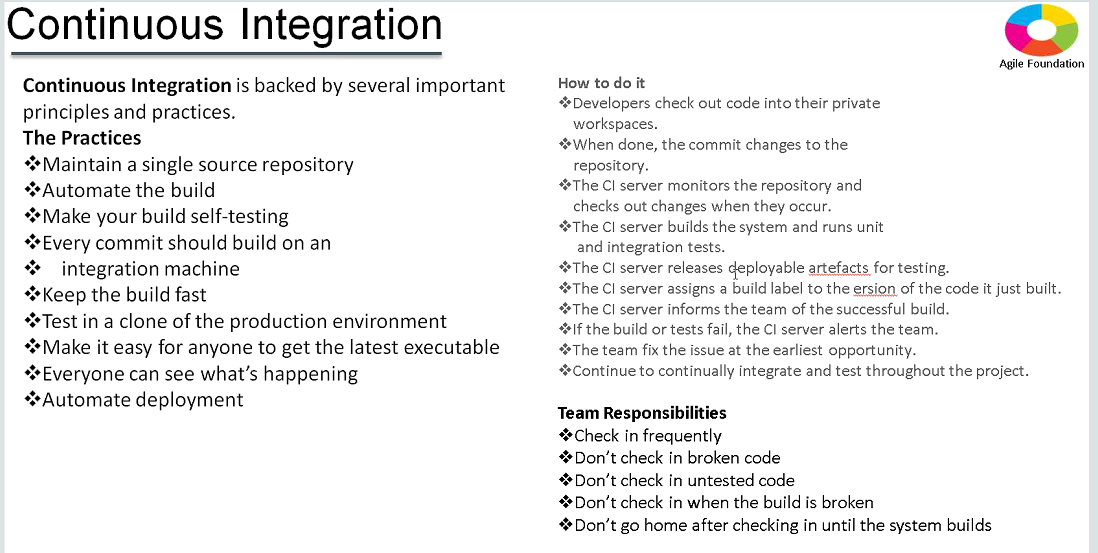 Continuous Integration
Agile Foundation
Continuous Integration is backed by several important
principles and practices.
The Practices
❖Maintain a single source repository
❖Automate the build
❖Make your build self-testing
❖Every commit should build on an
❖ integration machine
❖Keep the build fast
❖Test in a clone of the production environment
❖Make it easy for anyone to get the latest executable
❖Everyone can see what’s happening
❖Automate deployment
How to do it
❖Developers check out code into their private
workspaces.
❖When done, the commit changes to the
repository.
❖The CI server monitors the repository and
checks out changes when they occur.
❖The CI server builds the system and runs unit
and integration tests.
❖The CI server releases deployable artefacts for testing.
❖The CI server assigns a build label to the ersion of the code it just built.
❖The CI server informs the team of the successful build.
❖If the build or tests fail, the CI server alerts the team.
❖The team fix the issue at the earliest opportunity.
❖Continue to continually integrate and test throughout the project.
Team Responsibilities
❖Check in frequently
❖Don’t check in broken code
❖Don’t check in untested code
❖Don’t check in when the build is broken
❖Don’t go home after checking in until the system builds